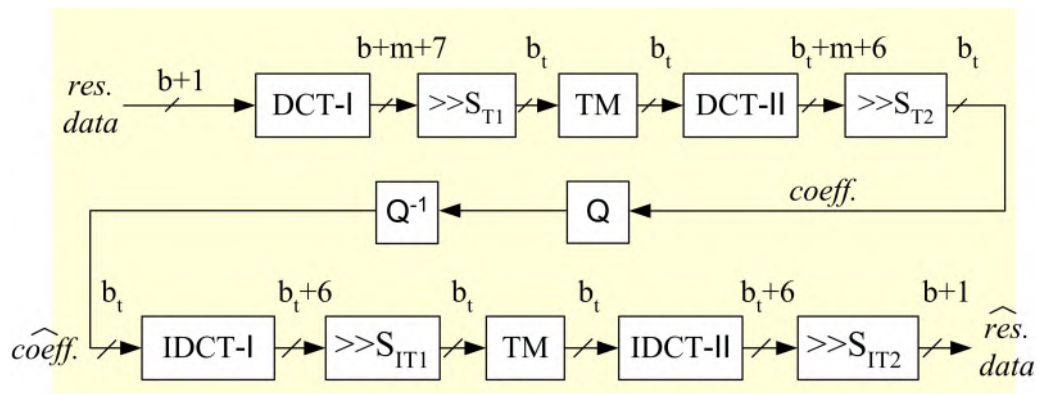 res. data
b+1
DCT-I
b+m+7
>>S_T1
b_t
TM
b_t
DCT-II
b_t+m+6
>>S_T2
b_t
coeff.
Q
Q⁻¹
coeff.
b_t
IDCT-I
b_t+6
>>S_IT1
b_t
TM
b_t
IDCT-II
b_t+6
>>S_IT2
b+1
res. data